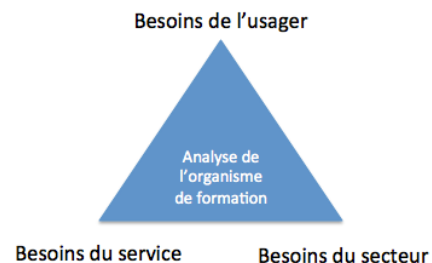 Besoins de l’usager
Analyse de
l’organisme
de formation
Besoins du service
Besoins du secteur